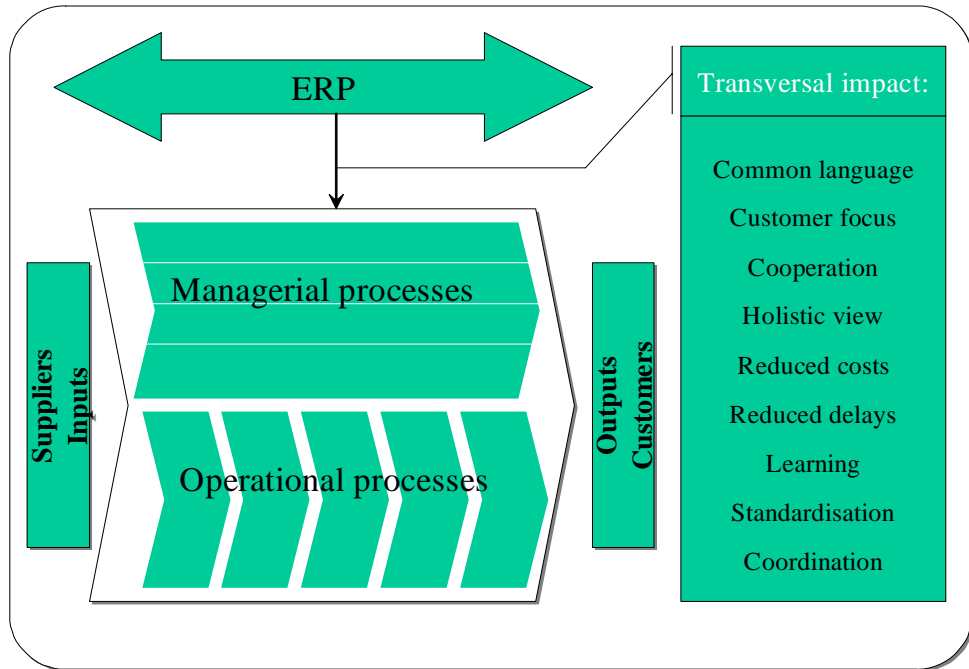 ERP
Transversal impact:
Common language
Customer focus
Cooperation
Holistic view
Reduced costs
Reduced delays
Learning
Standardisation
Coordination
Suppliers
Inputs
Managerial processes
Operational processes
Outputs
Customers